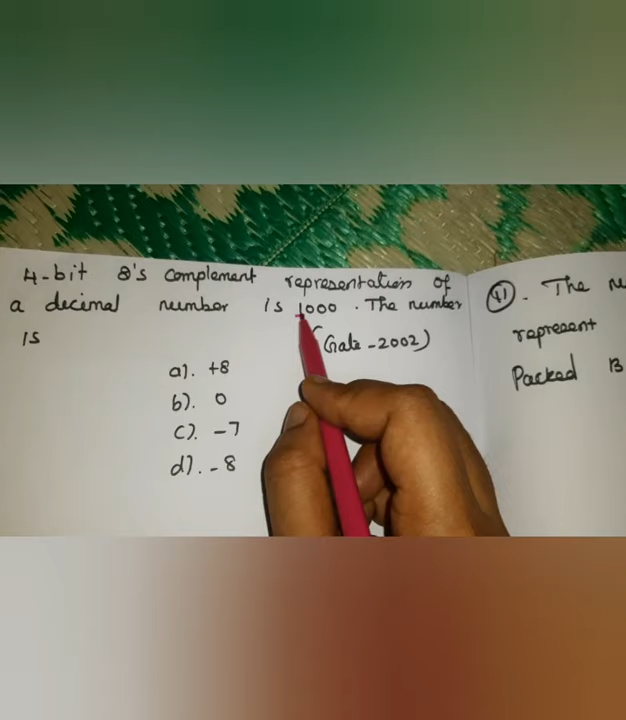 4-bit 8's complement representation of
a decimal number is 1000 . The number
is
(Gate -2002)
a). +8
b). 0
c). -7
d). -8
41 . The
represent
Packed B